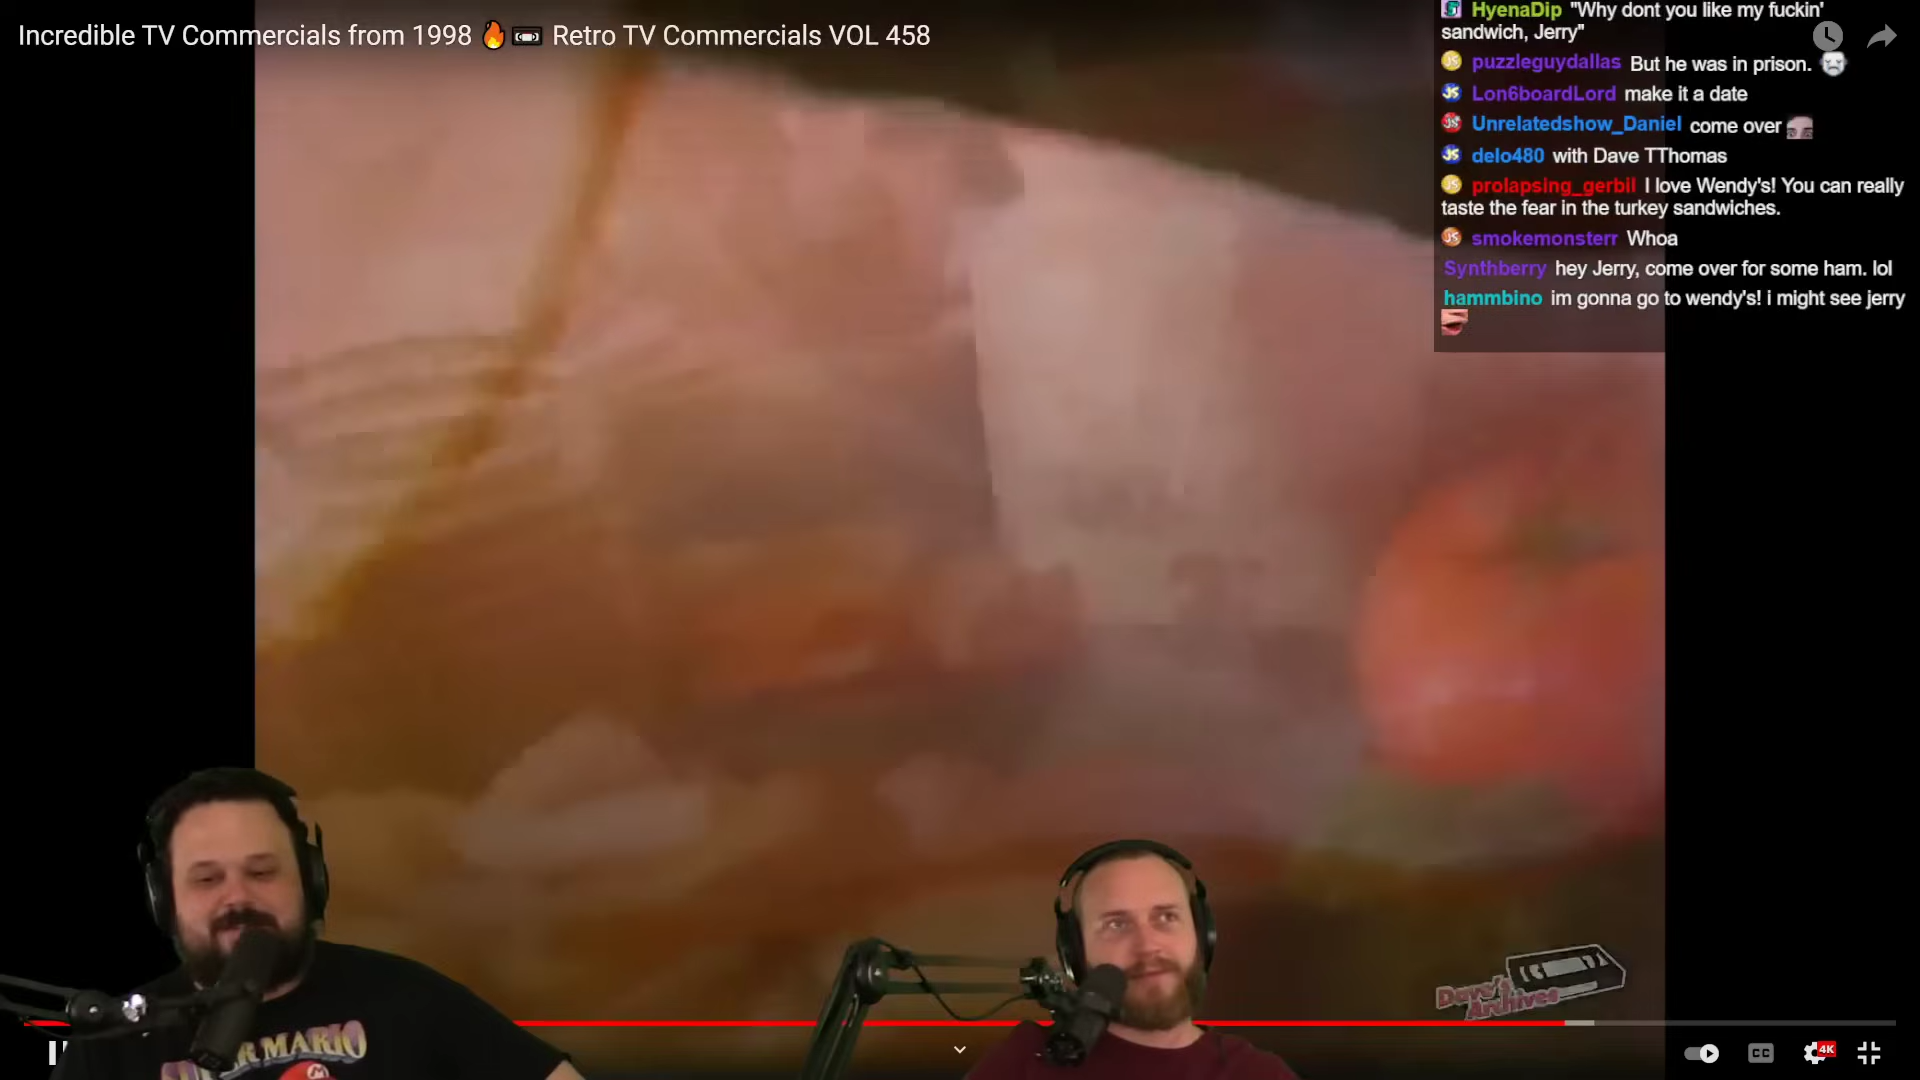 Incredible TV Commercials from 1998 🔥📼 Retro TV Commercials VOL 458
HyenaDip "Why dont you like my fuckin'
sandwich, Jerry"
puzzleguydallas But he was in prison.
Lon6boardLord make it a date
Unrelatedshow_Daniel come over
delo480 with Dave TThomas
prolapsing_gerbil I love Wendy's! You can really
taste the fear in the turkey sandwiches.
smokemonsterr Whoa
Synthberry hey Jerry, come over for some ham. lol
hammbino im gonna go to wendy's! i might see jerry
Dave's
Archives
MARIO
CC
4K